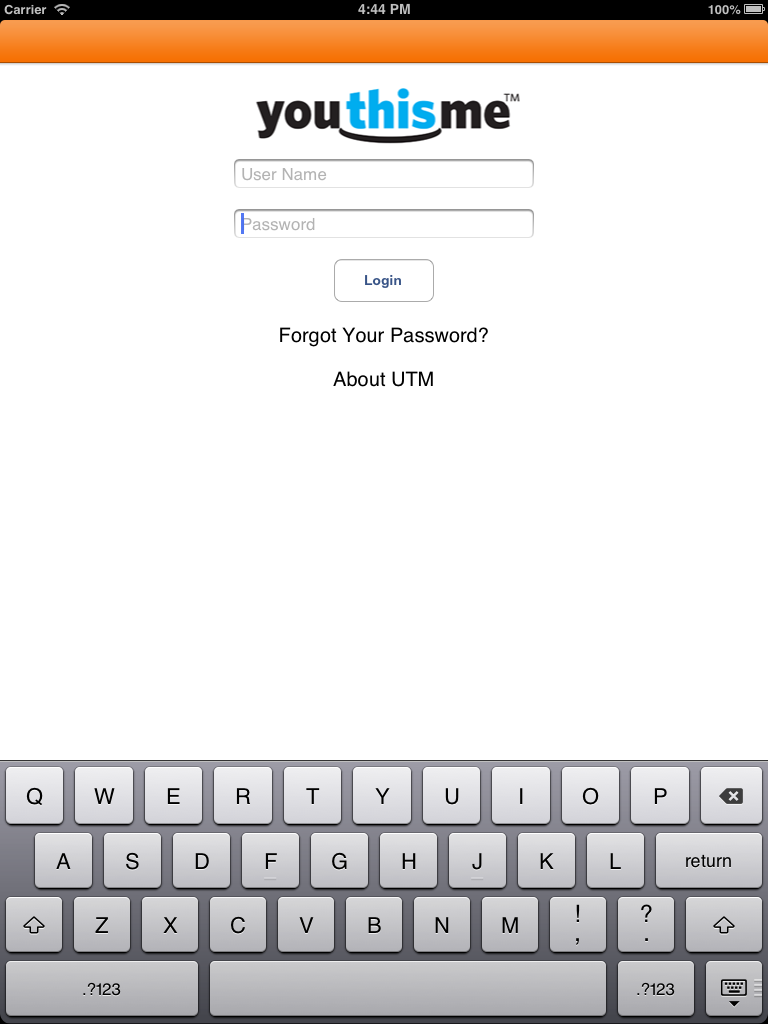 Carrier 4:44 PM 100%
youthisme™
User Name
Password
Login
Forgot Your Password?
About UTM
Q W E R T Y U I O P
A S D F G H J K L return
Z X C V B N M ! , ? .
.?123 .?123